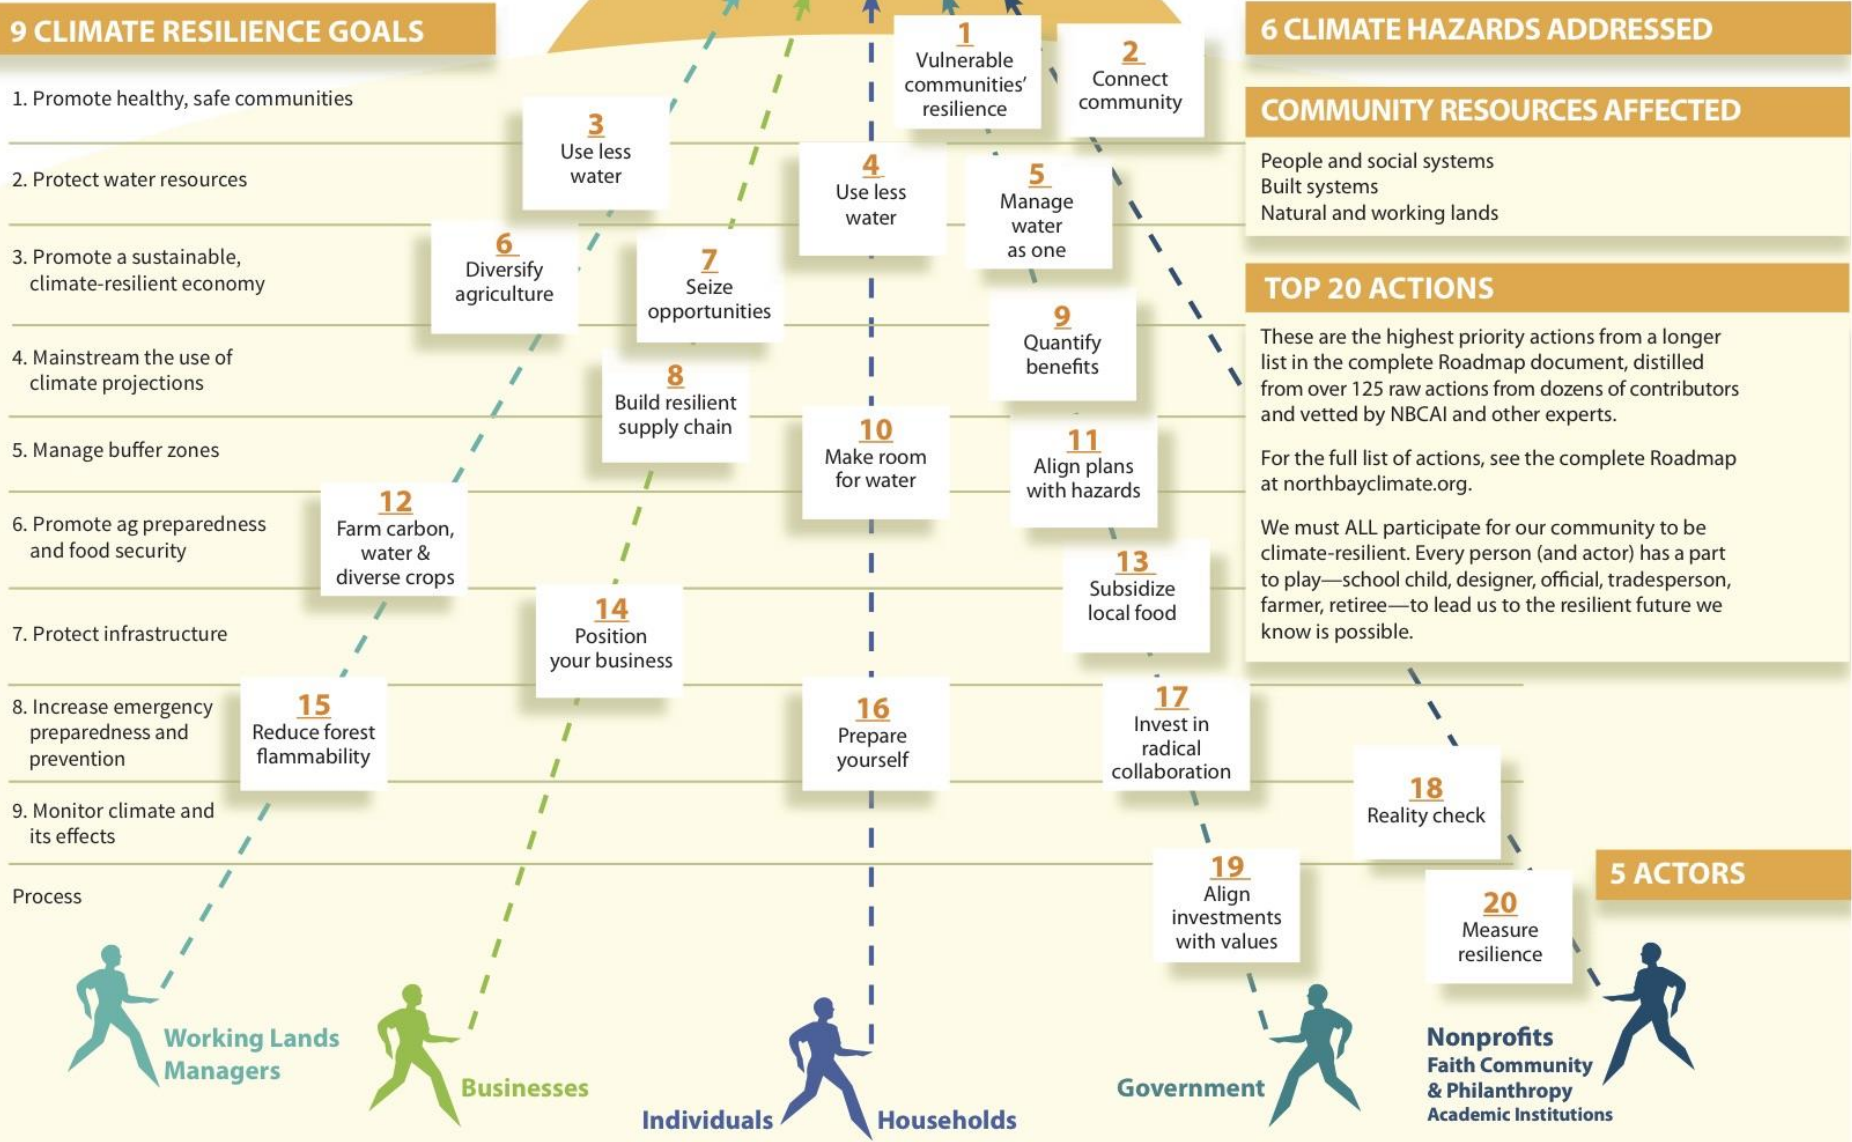 9 CLIMATE RESILIENCE GOALS
1. Promote healthy, safe communities
2. Protect water resources
3. Promote a sustainable,
climate-resilient economy
4. Mainstream the use of
climate projections
5. Manage buffer zones
6. Promote ag preparedness
and food security
7. Protect infrastructure
8. Increase emergency
preparedness and
prevention
9. Monitor climate and
its effects
Process
1
Vulnerable
communities’
resilience
2
Connect
community
3
Use less
water
4
Use less
water
5
Manage
water
as one
6
Diversify
agriculture
7
Seize
opportunities
8
Build resilient
supply chain
9
Quantify
benefits
10
Make room
for water
11
Align plans
with hazards
12
Farm carbon,
water &
diverse crops
13
Subsidize
local food
14
Position
your business
15
Reduce forest
flammability
16
Prepare
yourself
17
Invest in
radical
collaboration
18
Reality check
19
Align
investments
with values
20
Measure
resilience
6 CLIMATE HAZARDS ADDRESSED
COMMUNITY RESOURCES AFFECTED
People and social systems
Built systems
Natural and working lands
TOP 20 ACTIONS
These are the highest priority actions from a longer
list in the complete Roadmap document, distilled
from over 125 raw actions from dozens of contributors
and vetted by NBCAI and other experts.
For the full list of actions, see the complete Roadmap
at northbayclimate.org.
We must ALL participate for our community to be
climate-resilient. Every person (and actor) has a part
to play—school child, designer, official, tradesperson,
farmer, retiree—to lead us to the resilient future we
know is possible.
5 ACTORS
Working Lands
Managers
Businesses
Individuals
Households
Government
Nonprofits
Faith Community
& Philanthropy
Academic Institutions